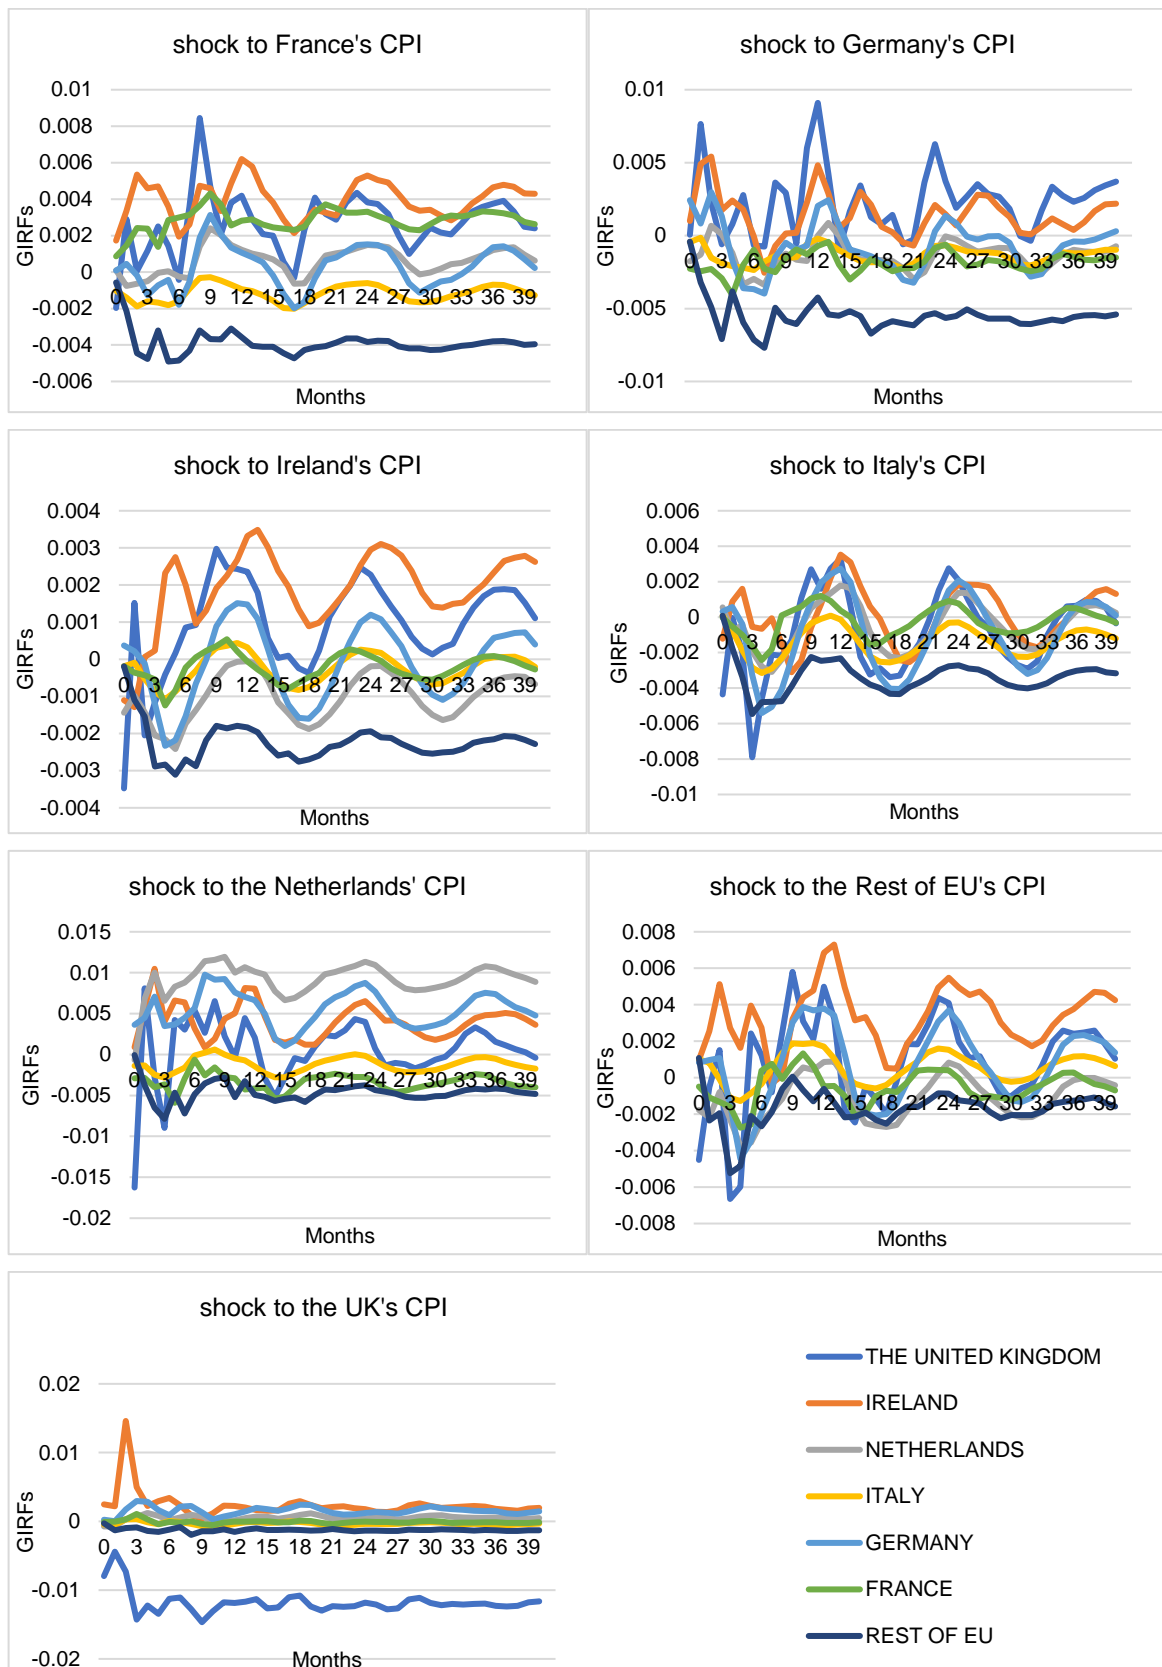 shock to France's CPI
0.01
0.008
0.006
0.004
0.002
0
-0.002
-0.004
-0.006
GIRFs
0 3 6 9 12 15 18 21 24 27 30 33 36 39
Months
shock to Germany's CPI
0.01
0.005
0
-0.005
-0.01
GIRFs
0 3 6 9 12 15 18 21 24 27 30 33 36 39
Months
shock to Ireland's CPI
0.004
0.003
0.002
0.001
0
-0.001
-0.002
-0.003
-0.004
GIRFs
0 3 6 9 12 15 18 21 24 27 30 33 36 39
Months
shock to Italy's CPI
0.006
0.004
0.002
0
-0.002
-0.004
-0.006
-0.008
-0.01
GIRFs
0 3 6 9 12 15 18 21 24 27 30 33 36 39
Months
shock to the Netherlands' CPI
0.015
0.01
0.005
0
-0.005
-0.01
-0.015
-0.02
GIRFs
0 3 6 9 12 15 18 21 24 27 30 33 36 39
Months
shock to the Rest of EU's CPI
0.008
0.006
0.004
0.002
0
-0.002
-0.004
-0.006
-0.008
GIRFs
0 3 6 9 12 15 18 21 24 27 30 33 36 39
Months
shock to the UK's CPI
0.02
0.01
0
-0.01
-0.02
GIRFs
0 3 6 9 12 15 18 21 24 27 30 33 36 39
Months
THE UNITED KINGDOM
IRELAND
NETHERLANDS
ITALY
GERMANY
FRANCE
REST OF EU